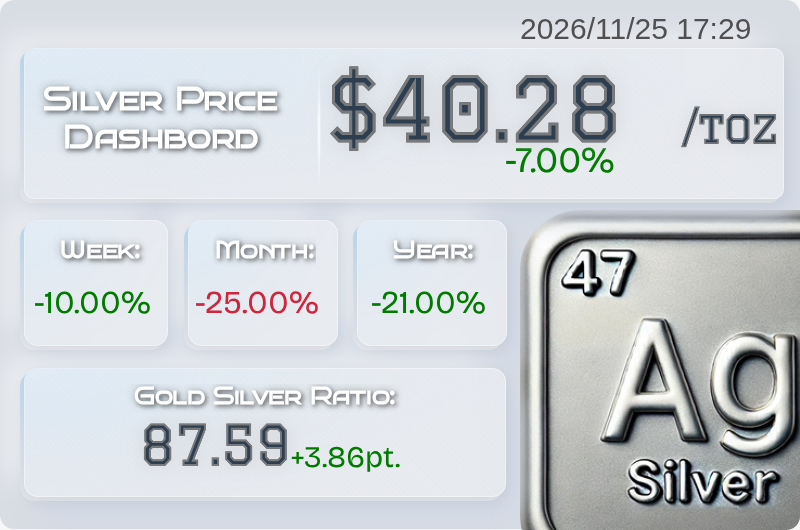 2026/11/25 17:29
Silver Price
Dashbord
$40.28
/TOZ
-7.00%
Week:
Month:
Year:
-10.00%
-25.00%
-21.00%
Gold Silver Ratio:
87.59
+3.86pt.
47
Ag
Silver